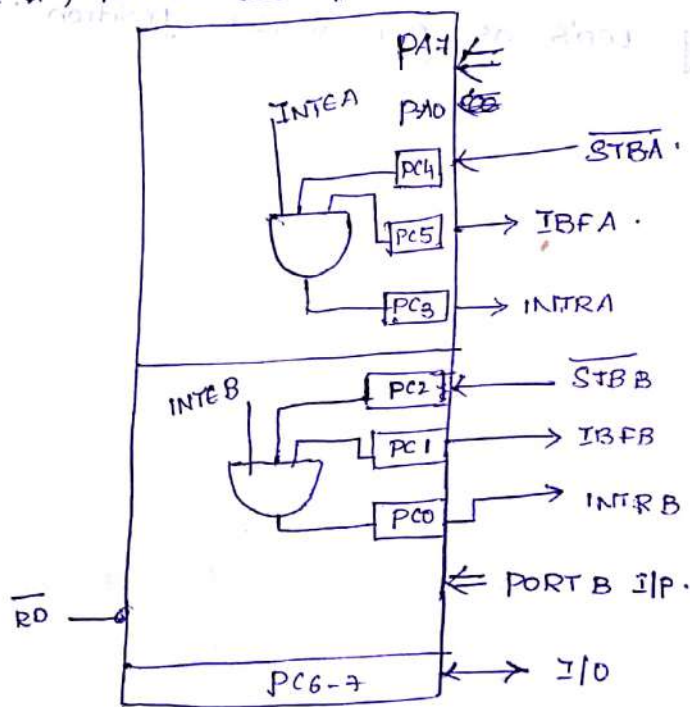 PA7
INTEA
PA0
PC4
STBA.
PC5
IBFA.
PC3
INTRA
INTEB
PC2
STBB
PC1
IBFB
PC0
INTRB
PORT B I/P.
RD
PC6-7
I/O